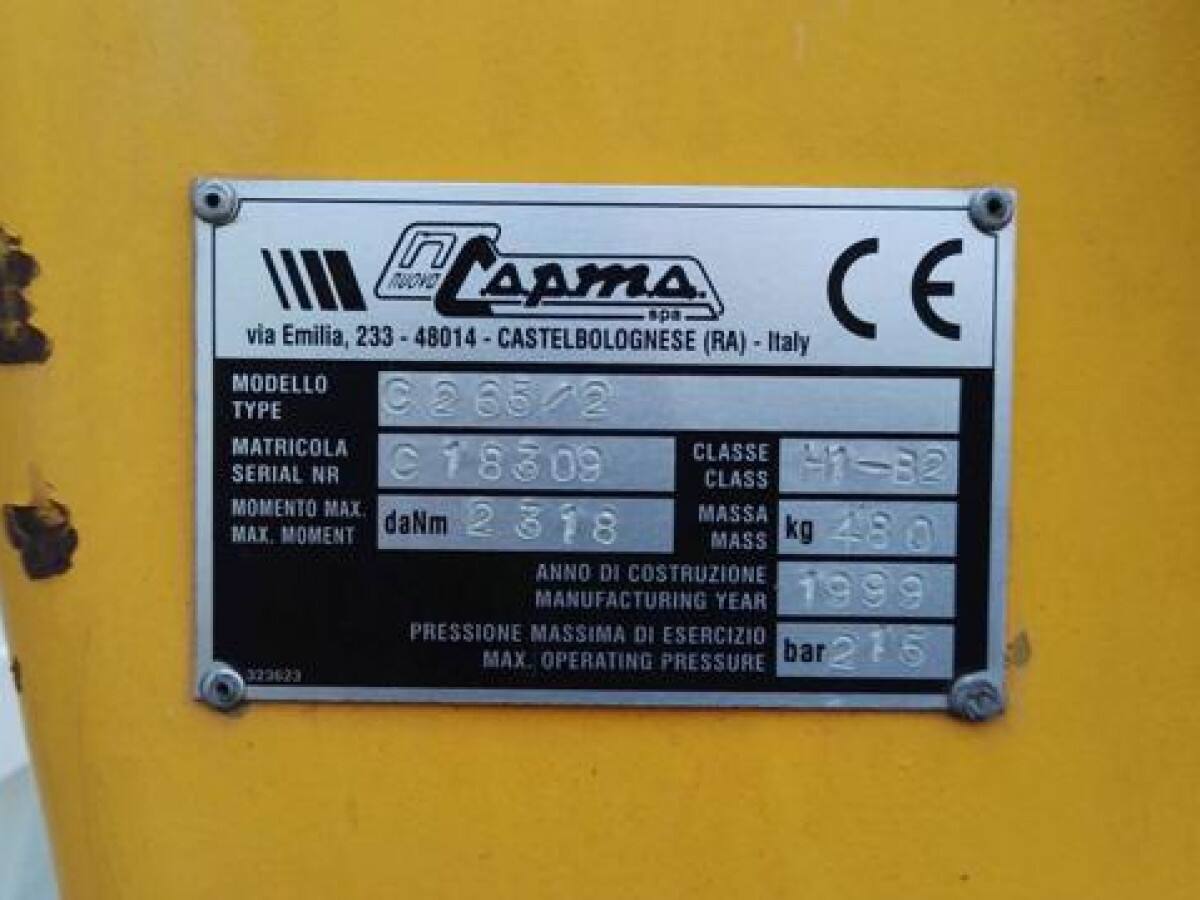 n nuova Capma. spa CE
via Emilia, 233 - 48014 - CASTELBOLOGNESE (RA) - Italy
MODELLO
TYPE C 265/2
MATRICOLA
SERIAL NR C 18309
CLASSE
CLASS H1-B2
MOMENTO MAX.
MAX. MOMENT daNm 2318
MASSA
MASS kg 480
ANNO DI COSTRUZIONE
MANUFACTURING YEAR 1999
PRESSIONE MASSIMA DI ESERCIZIO
MAX. OPERATING PRESSURE bar 215
323623